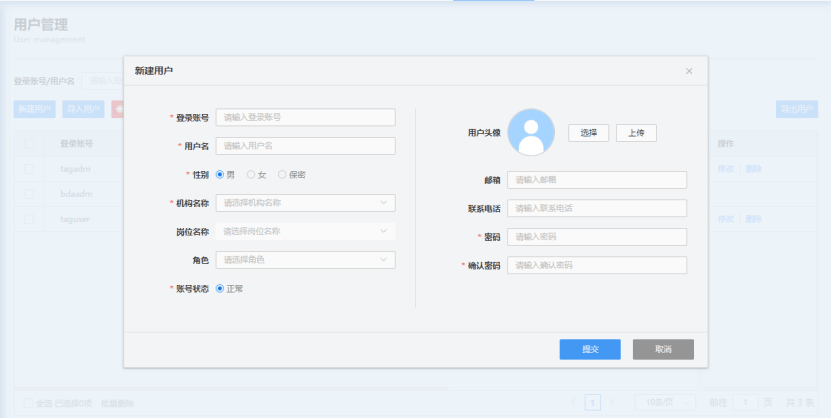 用户管理
User management
登录账号/用户名
新建用户 导入用户 导出用户
登录账号 操作
tagadm 修改 | 删除
bdaadm
taguser 修改 | 删除
全选 已选择0项 批量删除
1 10条/页 前往 1 页 共 3 条
新建用户 ×
* 登录账号 请输入登录账号
* 用户名 请输入用户名
* 性别 男 女 保密
* 机构名称 请选择机构名称
岗位名称 请选择岗位名称
角色 请选择角色
* 账号状态 正常
用户头像 选择 上传
邮箱 请输入邮箱
联系电话 请输入联系电话
* 密码 请输入密码
* 确认密码 请输入确认密码
提交 取消